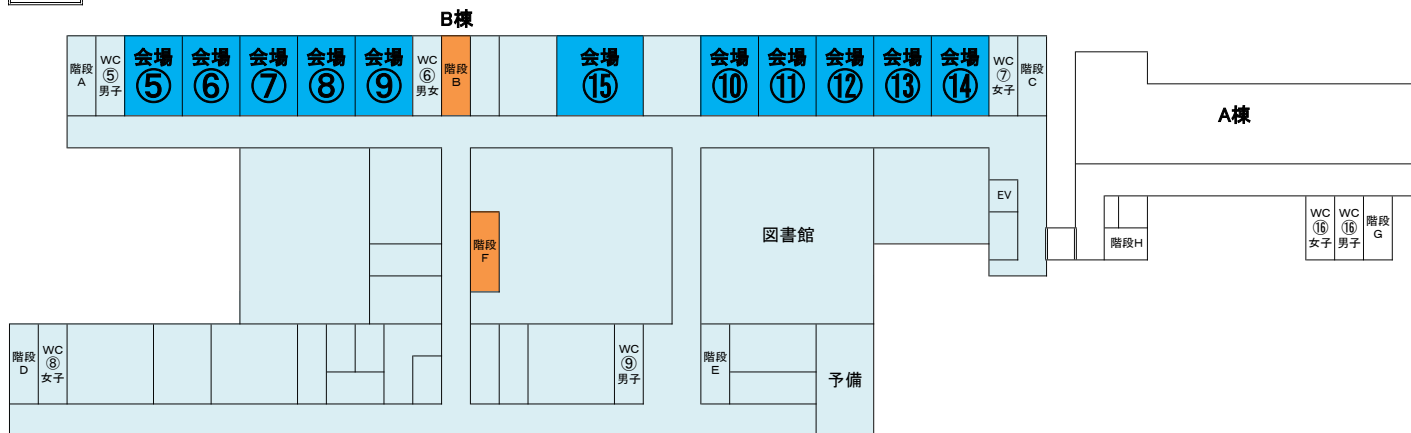 B棟
階段
A
WC
⑤
男子
会場
⑤
会場
⑥
会場
⑦
会場
⑧
会場
⑨
WC
⑥
男女
階段
B
会場
⑮
会場
⑩
会場
⑪
会場
⑫
会場
⑬
会場
⑭
WC
⑦
女子
階段
C
A棟
EV
図書館
階段
F
階段H
WC
⑯
女子
WC
⑯
男子
階段
G
階段
D
WC
⑧
女子
WC
⑨
男子
階段
E
予備